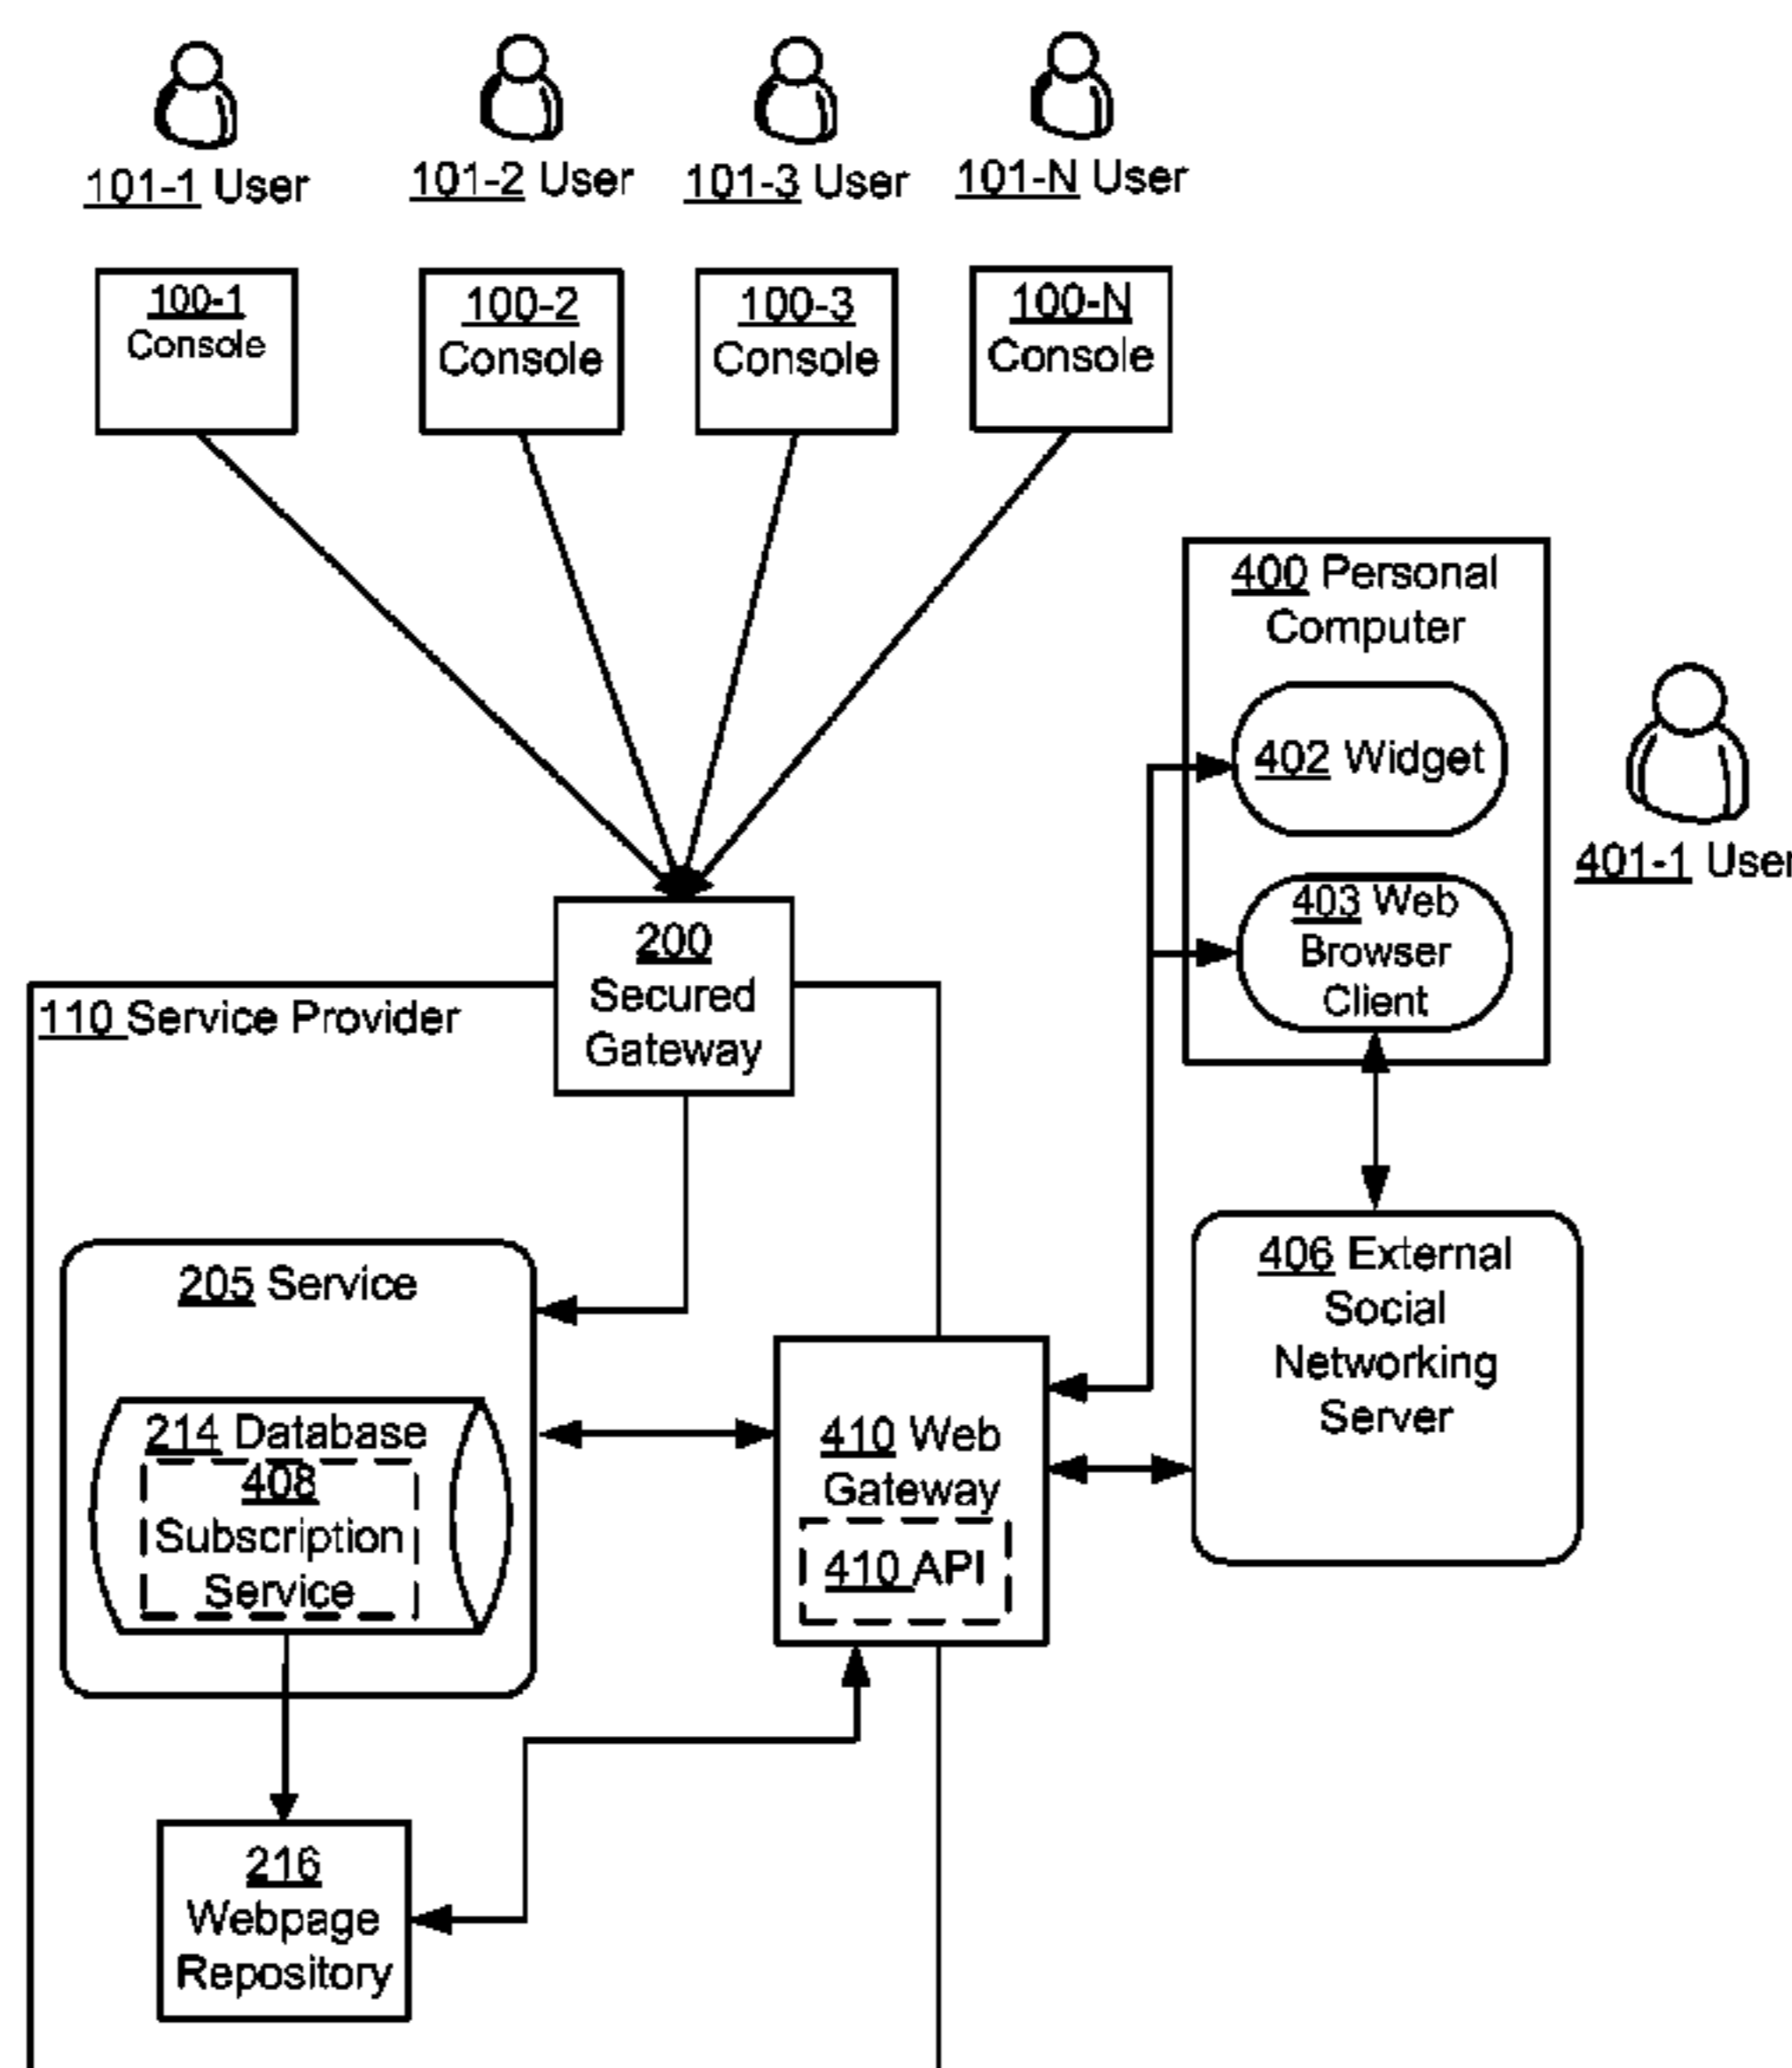 101-1 User
101-2 User
101-3 User
101-N User
100-1
Console
100-2
Console
100-3
Console
100-N
Console
400 Personal
Computer
402 Widget
401-1 User
403 Web
Browser
Client
200
Secured
Gateway
110 Service Provider
205 Service
406 External
Social
Networking
Server
214 Database
408
Subscription
Service
410 Web
Gateway
410 API
216
Webpage
Repository